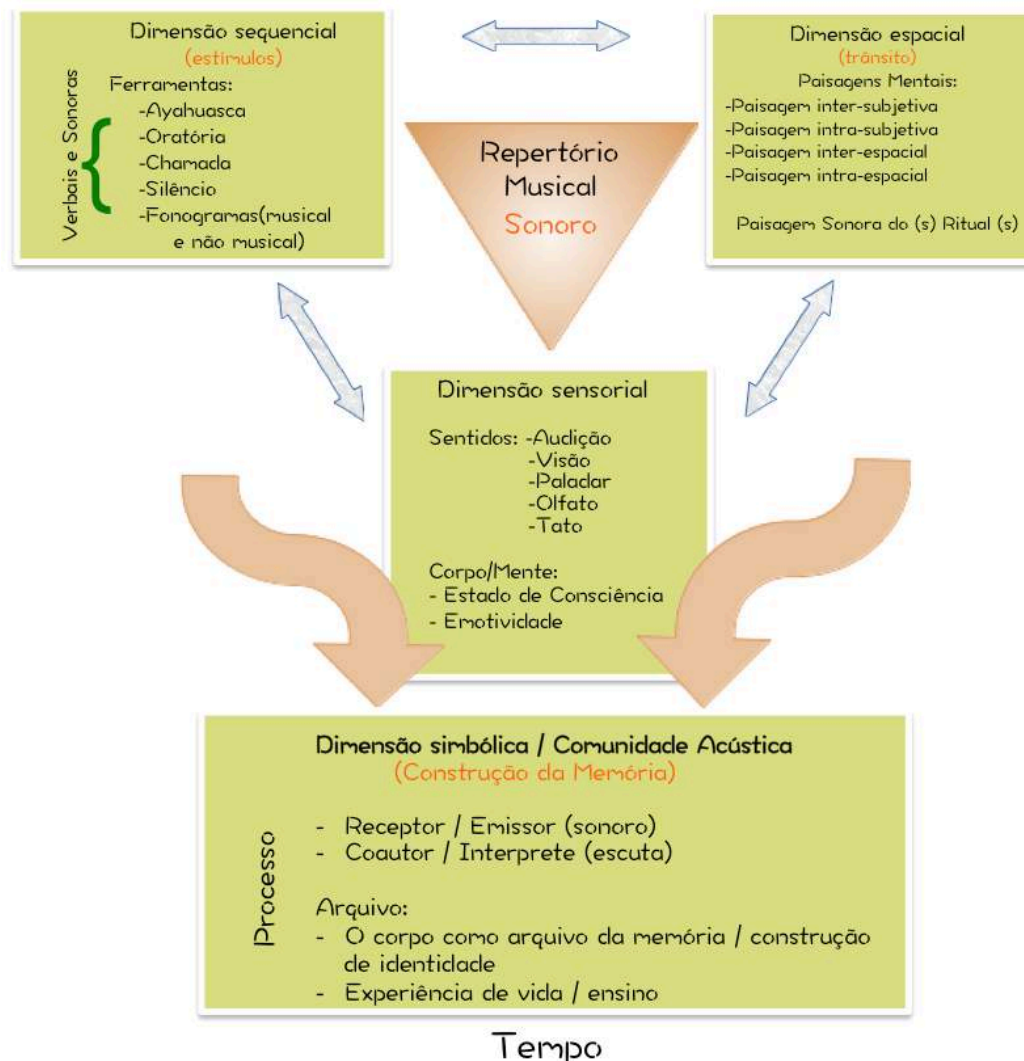 Dimensão sequencial
(estímulos)
Ferramentas:
-Ayahuasca
-Oratória
-Chamada
-Silêncio
-Fonogramas(musical
e não musical)
Verbais e Sonoras
Repertório
Musical
Sonoro
Dimensão espacial
(trânsito)
Paisagens Mentais:
-Paisagem inter-subjetiva
-Paisagem intra-subjetiva
-Paisagem inter-espacial
-Paisagem intra-espacial
Paisagem Sonora do (s) Ritual (s)
Dimensão sensorial
Sentidos: -Audição
-Visão
-Paladar
-Olfato
-Tato
Corpo/Mente:
- Estado de Consciência
- Emotividade
Dimensão simbólica / Comunidade Acústica
(Construção da Memória)
Processo
- Receptor / Emissor (sonoro)
- Coautor / Interprete (escuta)
Arquivo:
- O corpo como arquivo da memória / construção
de identidade
- Experiência de vida / ensino
Tempo